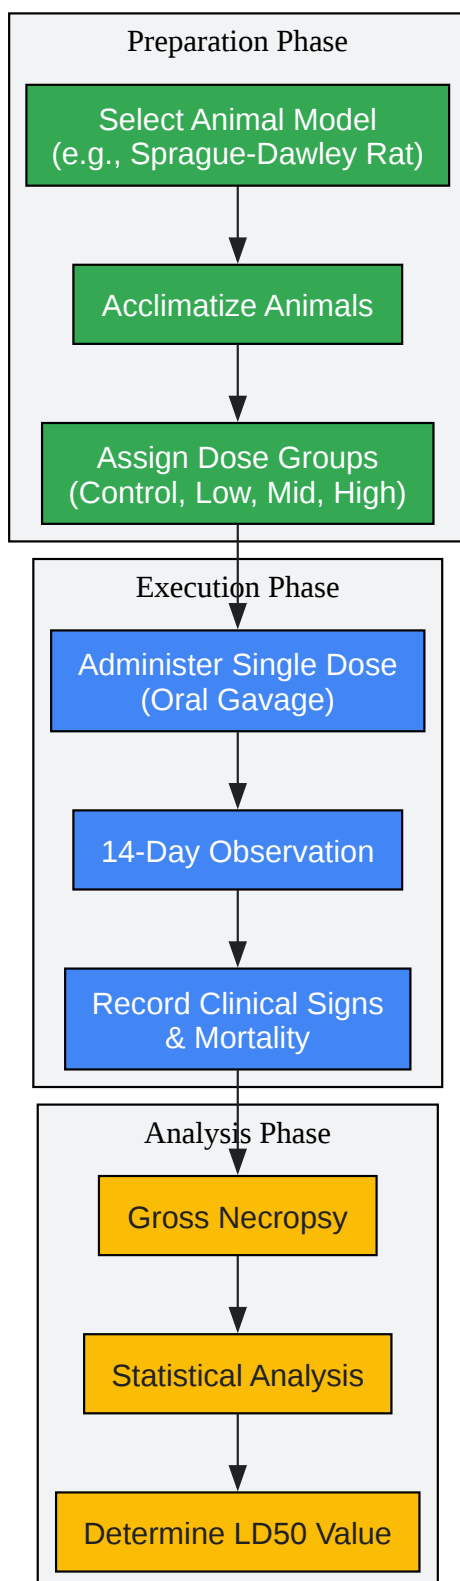 Preparation Phase
Select Animal Model
(e.g., Sprague-Dawley Rat)
Acclimatize Animals
Assign Dose Groups
(Control, Low, Mid, High)
Execution Phase
Administer Single Dose
(Oral Gavage)
14-Day Observation
Record Clinical Signs
& Mortality
Analysis Phase
Gross Necropsy
Statistical Analysis
Determine LD50 Value